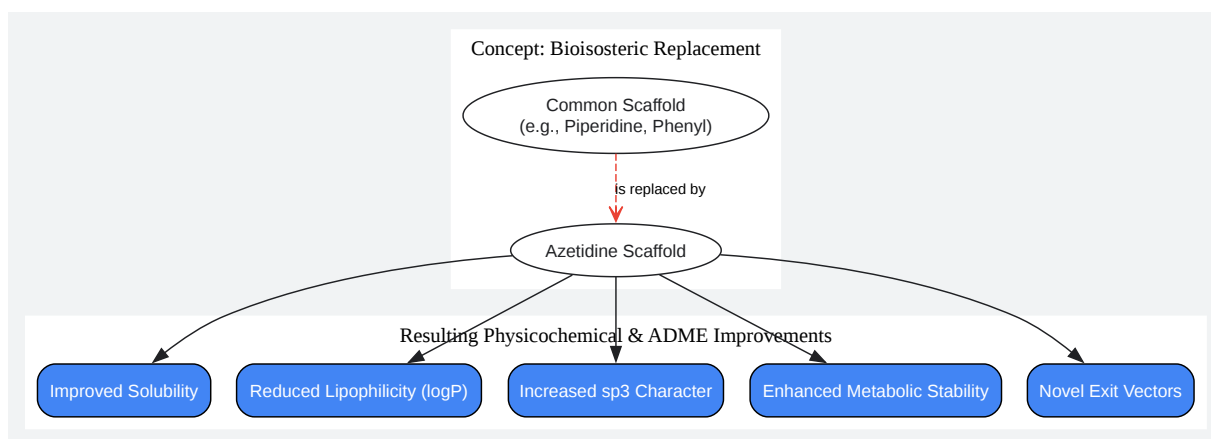 Concept: Bioisosteric Replacement
Common Scaffold
(e.g., Piperidine, Phenyl)
is replaced by
Azetidine Scaffold
Resulting Physicochemical & ADME Improvements
Improved Solubility
Reduced Lipophilicity (logP)
Increased sp3 Character
Enhanced Metabolic Stability
Novel Exit Vectors